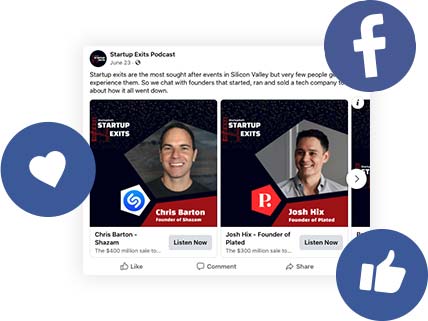 Startup Exits Podcast
June 23
Startup exits are the most sought after events in Silicon Valley but very few people
experience them. So we chat with founders that started, ran and sold a tech company
about how it all went down.
STARTUP
EXITS
Chris Barton
Founder of Shazam
STARTUP
EXITS
P.
Josh Hix
Founder of Plated
Chris Barton -
Shazam
The $400 million sale to...
Listen Now
Josh Hix - Founder of
Plated
The $300 million sale to...
Listen Now
Like
Comment
Share